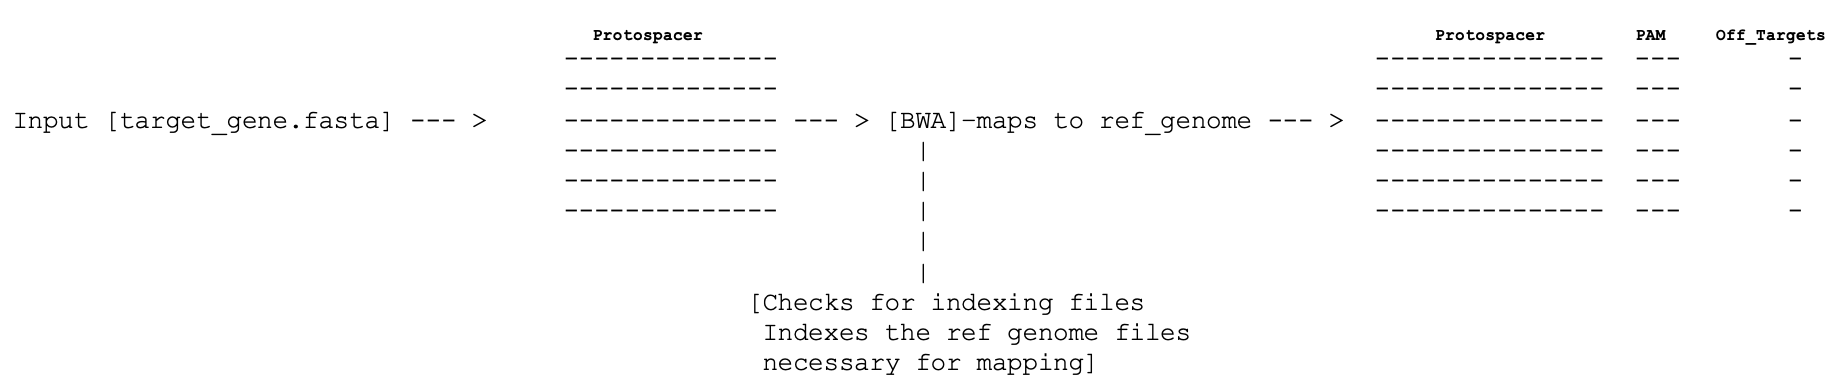 Protospacer Protospacer PAM Off_Targets
-------------- --------------- --- -
-------------- --------------- --- -
Input [target_gene.fasta] --- > -------------- --- > [BWA]-maps to ref_genome --- > --------------- --- -
-------------- | --------------- --- -
-------------- | --------------- --- -
-------------- | --------------- --- -
|
|
[Checks for indexing files
Indexes the ref genome files
necessary for mapping]